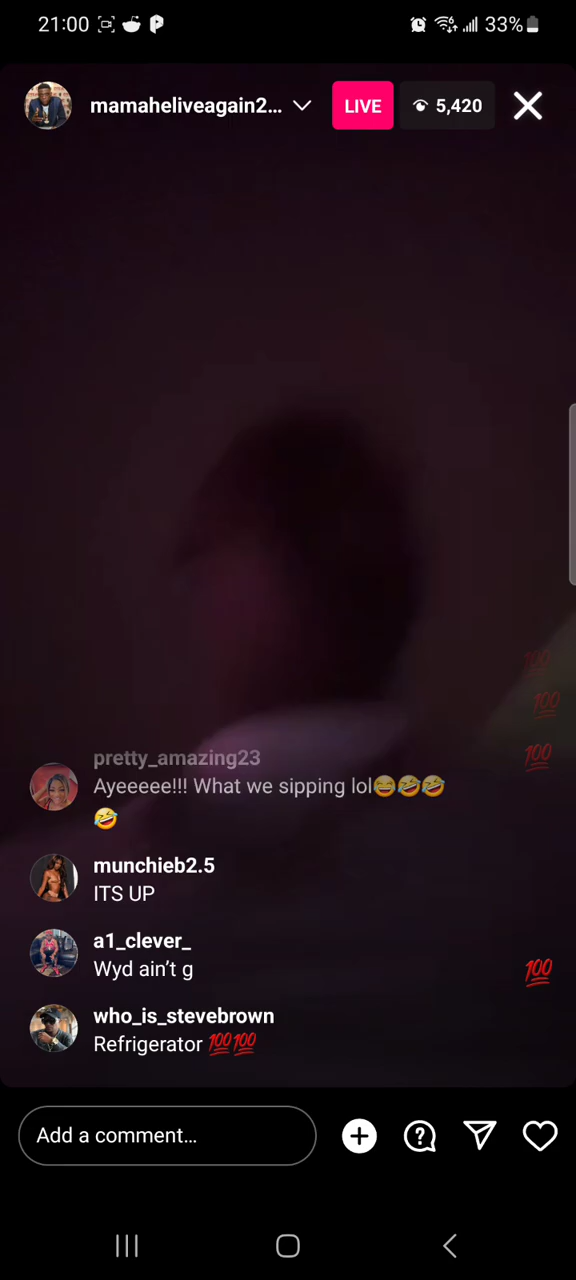 21:00
33%
mamaheliveagain2...
LIVE
5,420
pretty_amazing23
Ayeeeee!!! What we sipping lol😂🤣🤣
🤣
munchieb2.5
ITS UP
a1_clever_
Wyd ain’t g
who_is_stevebrown
Refrigerator 💯💯
Add a comment...